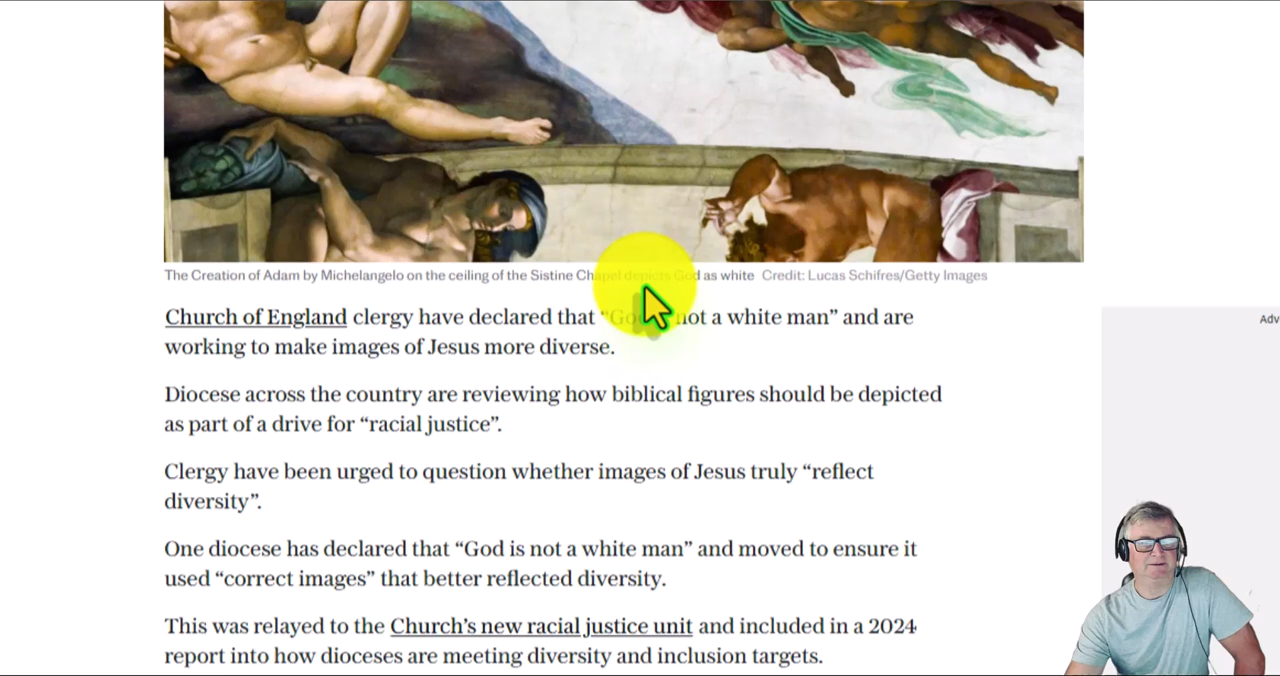 The Creation of Adam by Michelangelo on the ceiling of the Sistine Chapel depicts God as white Credit: Lucas Schifres/Getty Images
Church of England clergy have declared that “God is not a white man” and are
working to make images of Jesus more diverse.
Diocese across the country are reviewing how biblical figures should be depicted
as part of a drive for “racial justice”.
Clergy have been urged to question whether images of Jesus truly “reflect
diversity”.
One diocese has declared that “God is not a white man” and moved to ensure it
used “correct images” that better reflected diversity.
This was relayed to the Church’s new racial justice unit and included in a 2024
report into how dioceses are meeting diversity and inclusion targets.
Adv